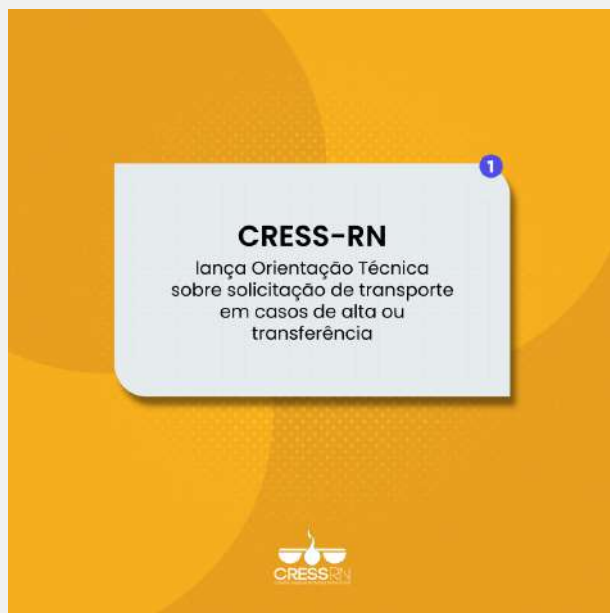 1
CRESS-RN
lança Orientação Técnica
sobre solicitação de transporte
em casos de alta ou
transferência
CRESSRN